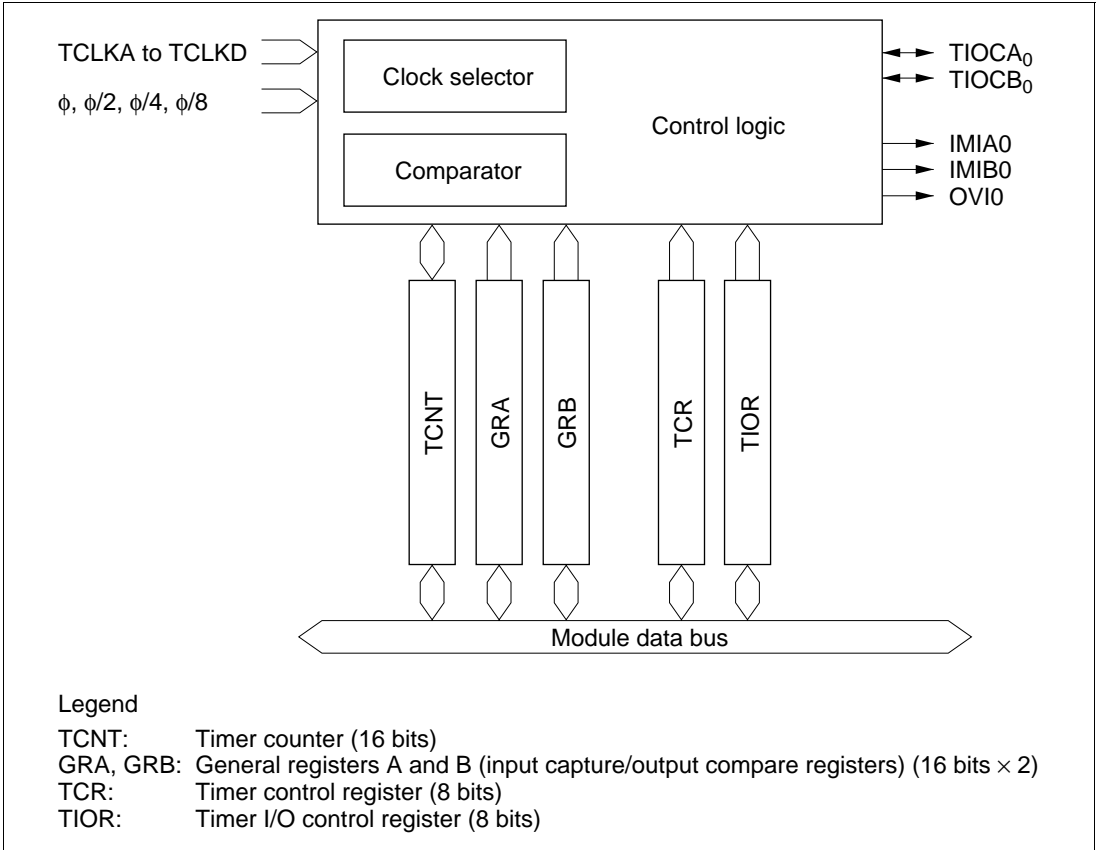 TCLKA to TCLKD
ϕ, ϕ/2, ϕ/4, ϕ/8
Clock selector
Comparator
Control logic
TIOCA₀
TIOCB₀
IMIA0
IMIB0
OVI0
TCNT
GRA
GRB
TCR
TIOR
Module data bus
Legend
TCNT: Timer counter (16 bits)
GRA, GRB: General registers A and B (input capture/output compare registers) (16 bits × 2)
TCR: Timer control register (8 bits)
TIOR: Timer I/O control register (8 bits)